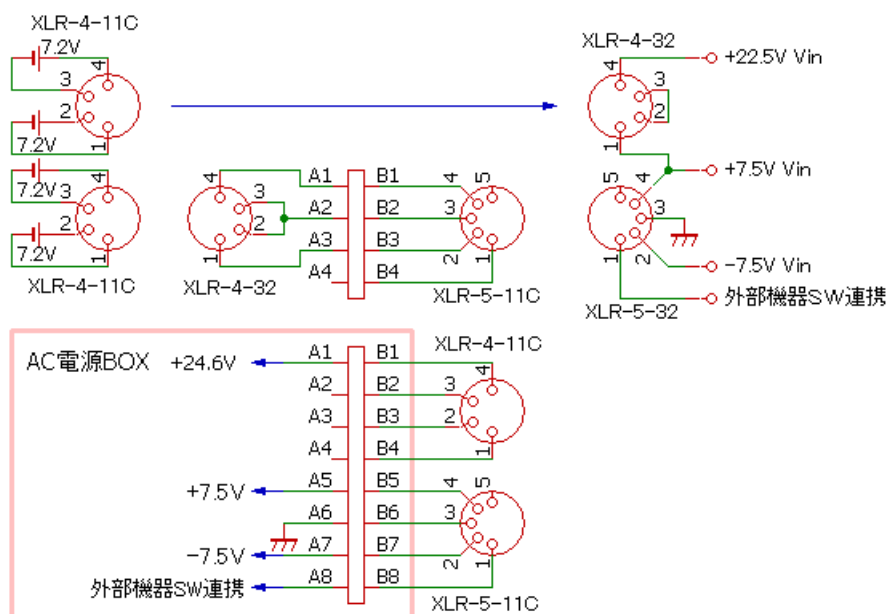 XLR-4-11C
7.2V
4
3
2
1
7.2V
7.2V
4
3
2
1
7.2V
XLR-4-11C
4
3
2
1
XLR-4-32
A1
A2
A3
A4
B1
B2
B3
B4
4
5
3
2
1
XLR-5-11C
XLR-4-32
4
3
2
1
+22.5V Vin
+7.5V Vin
5
4
3
1
2
-7.5V Vin
外部機器SW連携
XLR-5-32
AC電源BOX
+24.6V
A1
A2
A3
A4
A5
A6
A7
A8
+7.5V
-7.5V
外部機器SW連携
B1
B2
B3
B4
B5
B6
B7
B8
XLR-4-11C
4
3
2
1
4
5
3
2
1
XLR-5-11C